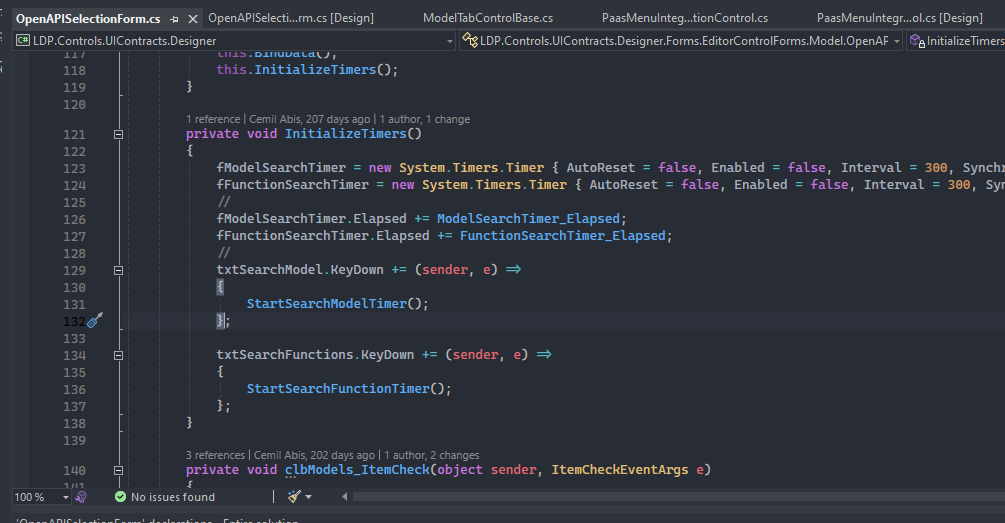 OpenAPISelectionForm.cs
OpenAPISelecti...rm.cs [Design]
ModelTabControlBase.cs
PaasMenuInteg...tionControl.cs
PaasMenuIntegr...ol.cs [Design]
LDP.Controls.UIContracts.Designer
LDP.Controls.UIContracts.Designer.Forms.EditorControlForms.Model.OpenAP
InitializeTimers
117 this.BindData();
118 this.InitializeTimers();
119 }
120
1 reference | Cemil Abis, 207 days ago | 1 author, 1 change
121 private void InitializeTimers()
122 {
123 fModelSearchTimer = new System.Timers.Timer { AutoReset = false, Enabled = false, Interval = 300, Synchr
124 fFunctionSearchTimer = new System.Timers.Timer { AutoReset = false, Enabled = false, Interval = 300, Sy
125 //
126 fModelSearchTimer.Elapsed += ModelSearchTimer_Elapsed;
127 fFunctionSearchTimer.Elapsed += FunctionSearchTimer_Elapsed;
128 //
129 txtSearchModel.KeyDown += (sender, e) =>
130 {
131 StartSearchModelTimer();
132 };
133
134 txtSearchFunctions.KeyDown += (sender, e) =>
135 {
136 StartSearchFunctionTimer();
137 };
138 }
139
3 references | Cemil Abis, 202 days ago | 1 author, 2 changes
140 private void clbModels_ItemCheck(object sender, ItemCheckEventArgs e)
141 {
100 %
No issues found
'OpenAPISelectionForm' declarations - Entire solution